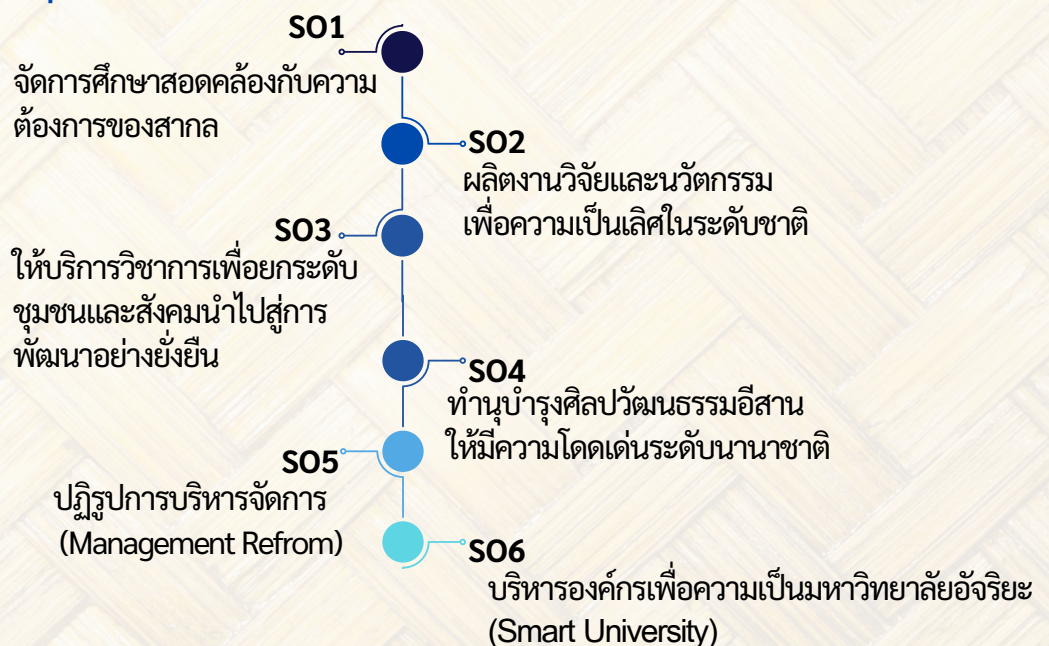 SO1
จัดการศึกษาสอดคล้องกับความ
ต้องการของสากล
SO2
ผลิตงานวิจัยและนวัตกรรม
เพื่อความเป็นเลิศในระดับชาติ
SO3
ให้บริการวิชาการเพื่อยกระดับ
ชุมชนและสังคมนำไปสู่การ
พัฒนาอย่างยั่งยืน
SO4
ทำนุบำรุงศิลปวัฒนธรรมอีสาน
ให้มีความโดดเด่นระดับนานาชาติ
SO5
ปฏิรูปการบริหารจัดการ
(Management Refrom)
SO6
บริหารองค์กรเพื่อความเป็นมหาวิทยาลัยอัจริยะ
(Smart University)